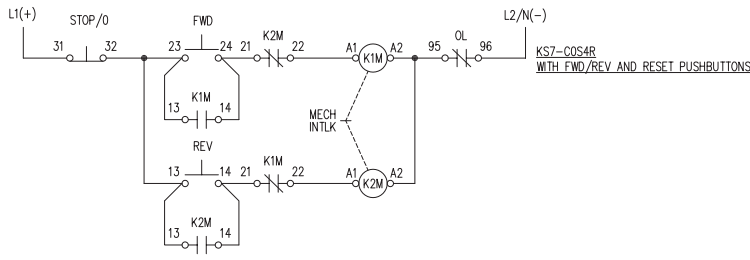 L1(+)
STOP/O
FWD
K2M
OL
L2/N(-)
31
32
23
24
21
22
A1
K1M
A2
95
96
KS7-COS4R
WITH FWD/REV AND RESET PUSHBUTTONS
K1M
13
14
MECH
INTLK
REV
K1M
13
14
21
22
A1
K2M
A2
K2M
13
14